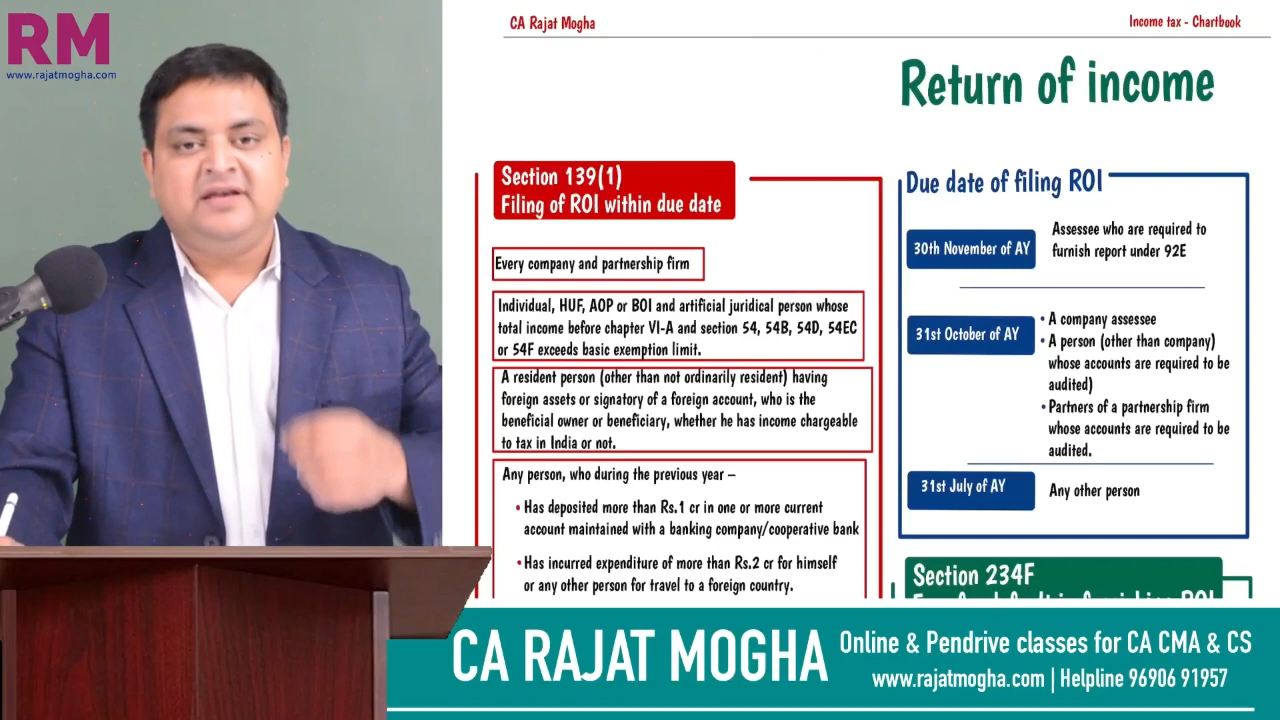 RM
www.rajatmogha.com
CA Rajat Mogha
Income tax - Chartbook
Return of income
Section 139(1)
Filing of ROI within due date
Every company and partnership firm
Individual, HUF, AOP or BOI and artificial juridical person whose
total income before chapter VI-A and section 54, 54B, 54D, 54EC
or 54F exceeds basic exemption limit.
A resident person (other than not ordinarily resident) having
foreign assets or signatory of a foreign account, who is the
beneficial owner or beneficiary, whether he has income chargeable
to tax in India or not.
Any person, who during the previous year –
• Has deposited more than Rs.1 cr in one or more current
account maintained with a banking company/cooperative bank
• Has incurred expenditure of more than Rs.2 cr for himself
or any other person for travel to a foreign country.
Due date of filing ROI
30th November of AY
Assessee who are required to
furnish report under 92E
31st October of AY
• A company assessee
• A person (other than company)
whose accounts are required to be
audited)
• Partners of a partnership firm
whose accounts are required to be
audited.
31st July of AY
Any other person
Section 234F
CA RAJAT MOGHA
Online & Pendrive classes for CA CMA & CS
www.rajatmogha.com | Helpline 96906 91957